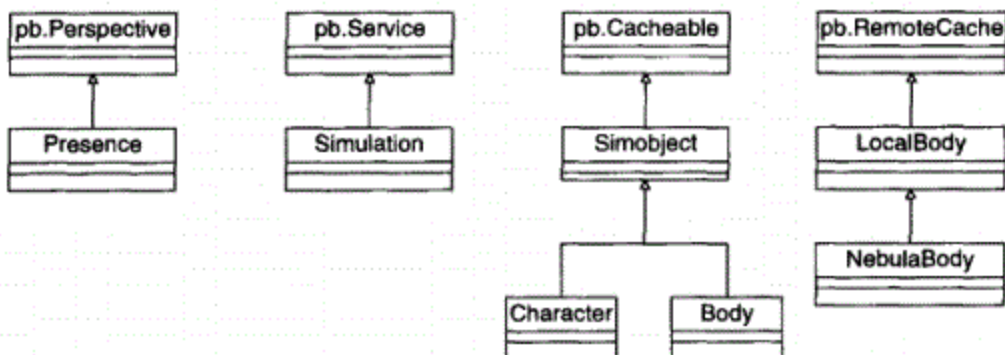 pb.Perspective
pb.Service
pb.Cacheable
pb.RemoteCache
Presence
Simulation
Simobject
LocalBody
NebulaBody
Character
Body